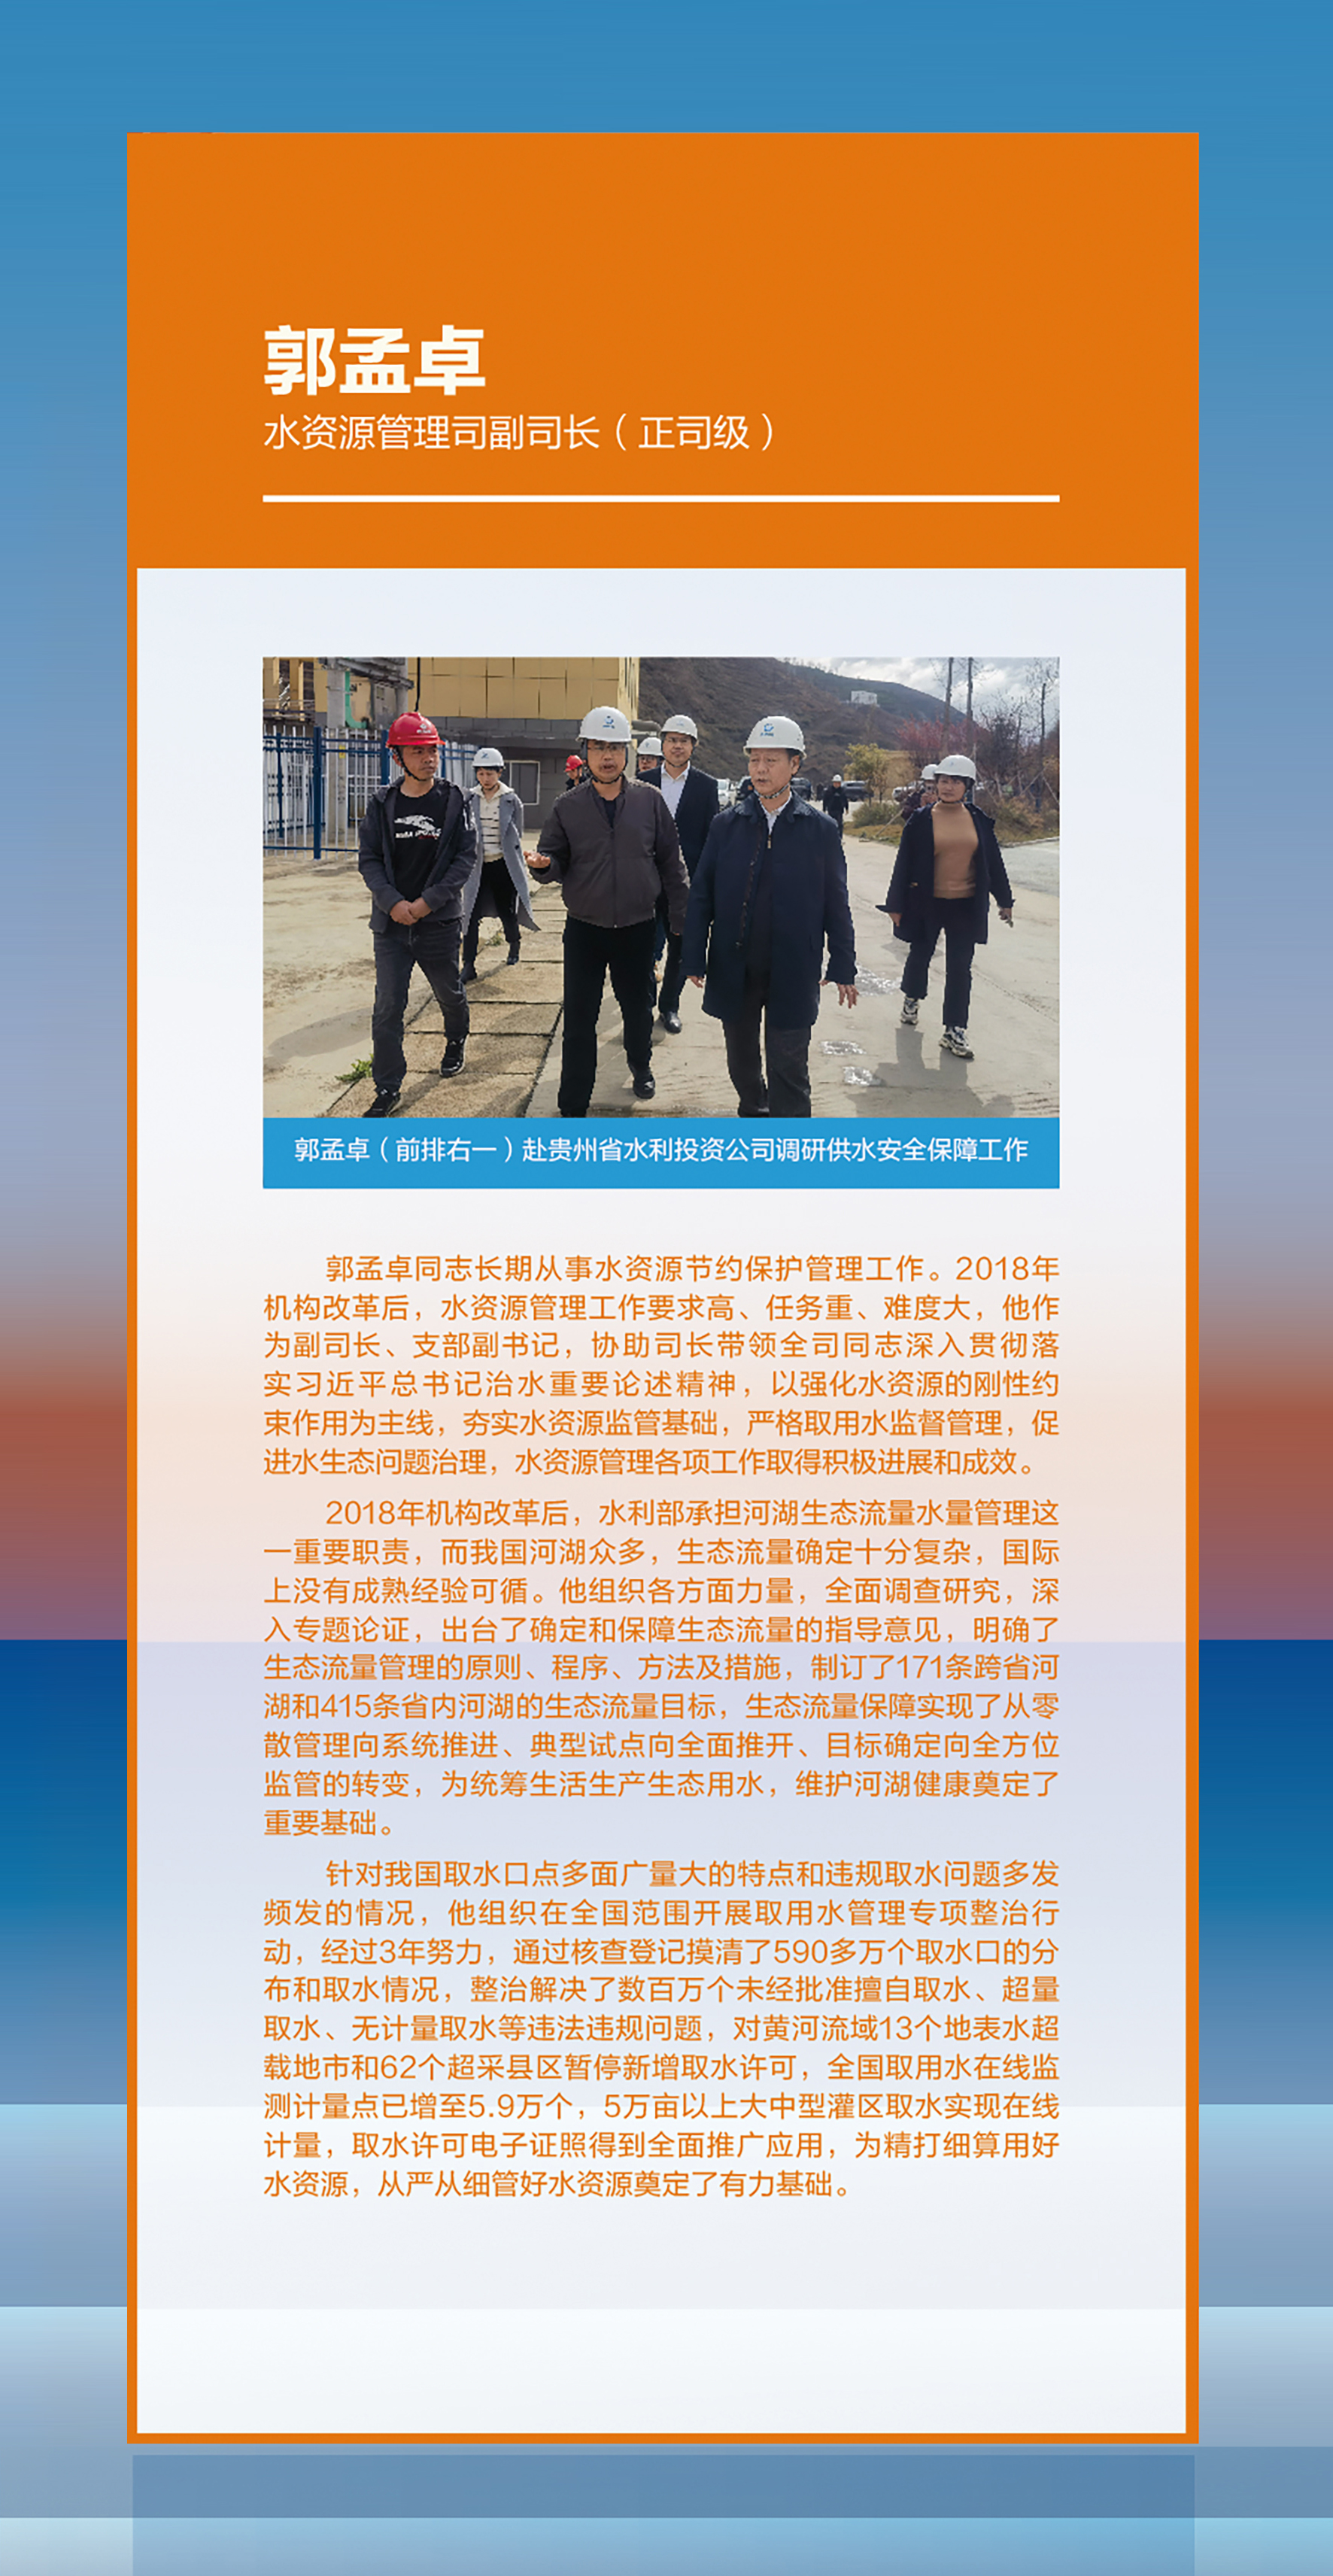 郭孟卓
水资源管理司副司长（正司级）
郭孟卓（前排右一）赴贵州省水利投资公司调研供水安全保障工作
郭孟卓同志长期从事水资源节约保护管理工作。2018年
机构改革后，水资源管理工作要求高、任务重、难度大，他作
为副司长、支部副书记，协助司长带领全司同志深入贯彻落
实习近平总书记治水重要论述精神，以强化水资源的刚性约
束作用为主线，夯实水资源监管基础，严格取用水监督管理，促
进水生态问题治理，水资源管理各项工作取得积极进展和成效。
2018年机构改革后，水利部承担河湖生态流量水量管理这
一重要职责，而我国河湖众多，生态流量确定十分复杂，国际
上没有成熟经验可循。他组织各方面力量，全面调查研究，深
入专题论证，出台了确定和保障生态流量的指导意见，明确了
生态流量管理的原则、程序、方法及措施，制订了171条跨省河
湖和415条省内河湖的生态流量目标，生态流量保障实现了从零
散管理向系统推进、典型试点向全面推开、目标确定向全方位
监管的转变，为统筹生活生产生态用水，维护河湖健康奠定了
重要基础。
针对我国取水口点多面广量大的特点和违规取水问题多发
频发的情况，他组织在全国范围开展取用水管理专项整治行
动，经过3年努力，通过核查登记摸清了590多万个取水口的分
布和取水情况，整治解决了数百万个未经批准擅自取水、超量
取水、无计量取水等违法违规问题，对黄河流域13个地表水超
载地市和62个超采县区暂停新增取水许可，全国取用水在线监
测计量点已增至5.9万个，5万亩以上大中型灌区取水实现在线
计量，取水许可电子证照得到全面推广应用，为精打细算用好
水资源，从严从细管好水资源奠定了有力基础。